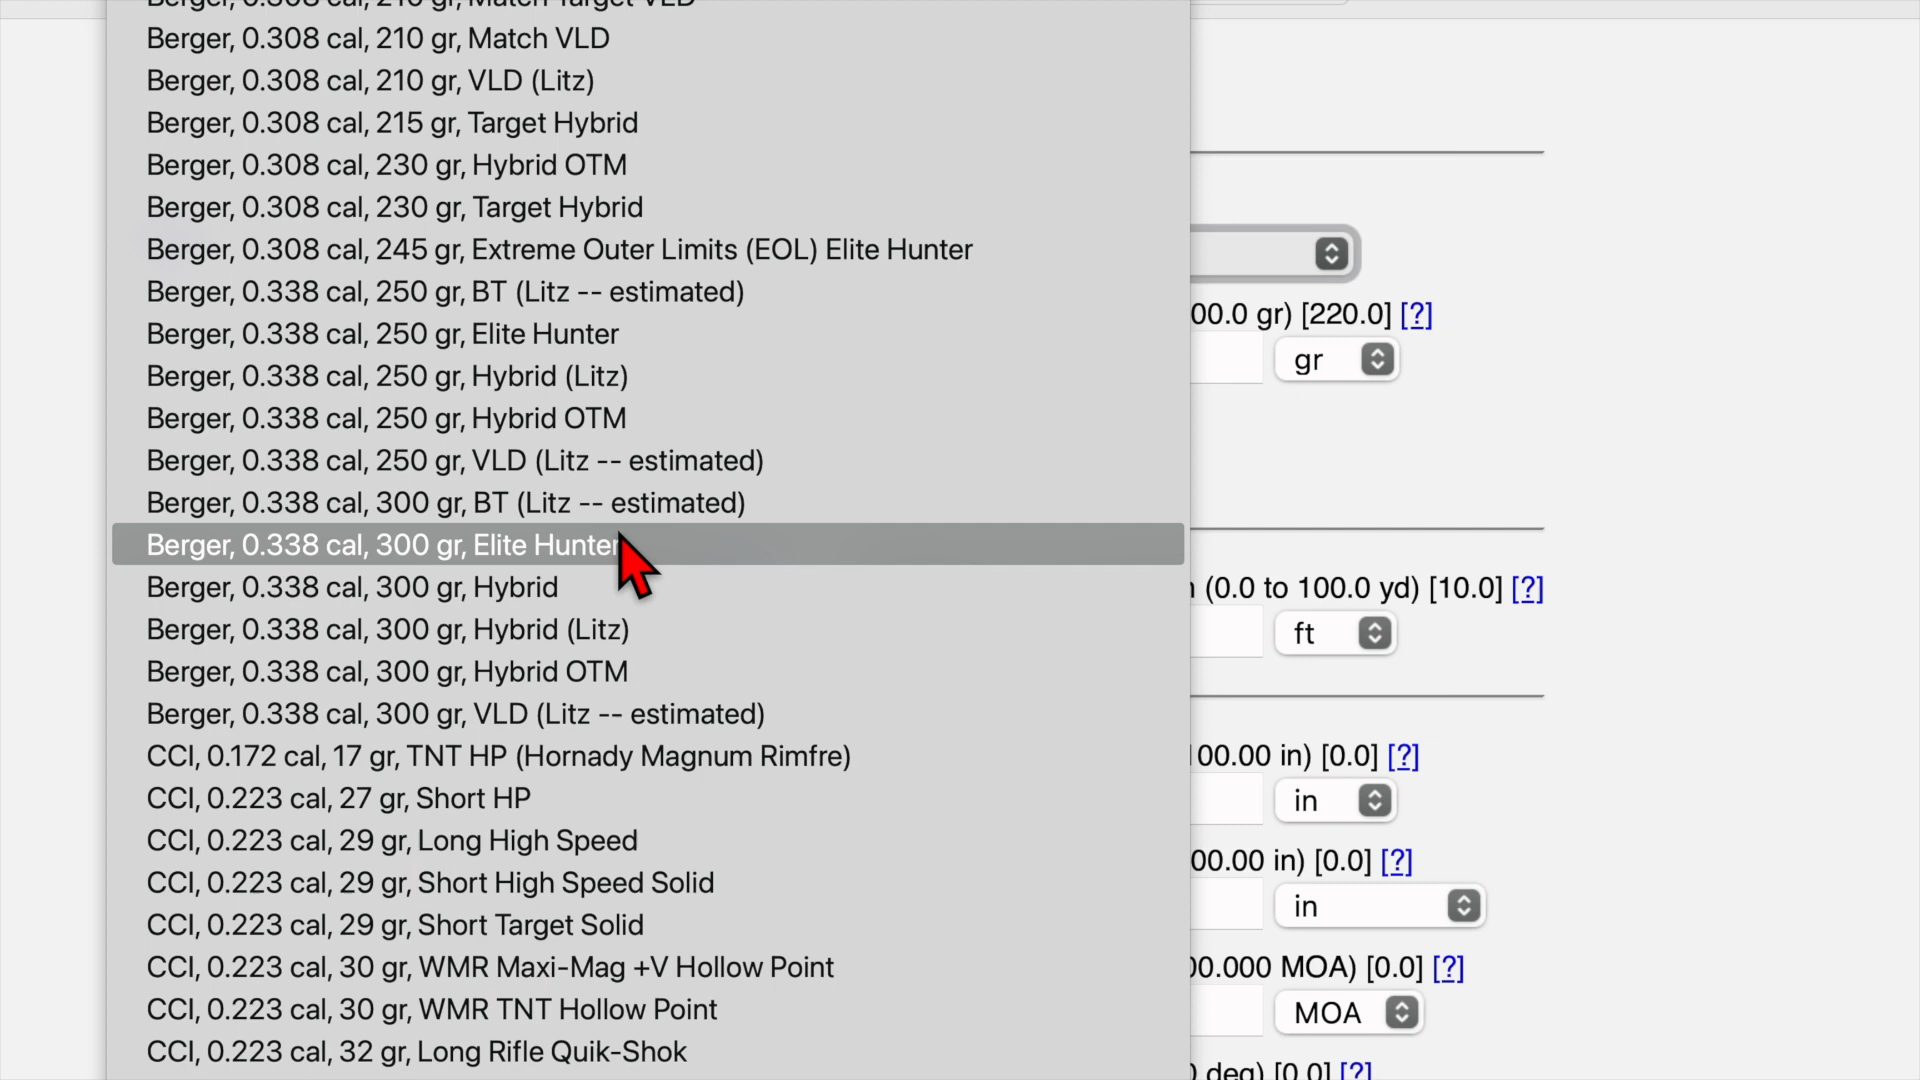 Berger, 0.308 cal, 210 gr, Match Target VLD
Berger, 0.308 cal, 210 gr, Match VLD
Berger, 0.308 cal, 210 gr, VLD (Litz)
Berger, 0.308 cal, 215 gr, Target Hybrid
Berger, 0.308 cal, 230 gr, Hybrid OTM
Berger, 0.308 cal, 230 gr, Target Hybrid
Berger, 0.308 cal, 245 gr, Extreme Outer Limits (EOL) Elite Hunter
Berger, 0.338 cal, 250 gr, BT (Litz -- estimated)
00.0 gr) [220.0] [?]
Berger, 0.338 cal, 250 gr, Elite Hunter
gr
Berger, 0.338 cal, 250 gr, Hybrid (Litz)
Berger, 0.338 cal, 250 gr, Hybrid OTM
Berger, 0.338 cal, 250 gr, VLD (Litz -- estimated)
Berger, 0.338 cal, 300 gr, BT (Litz -- estimated)
Berger, 0.338 cal, 300 gr, Elite Hunter
Berger, 0.338 cal, 300 gr, Hybrid
(0.0 to 100.0 yd) [10.0] [?]
Berger, 0.338 cal, 300 gr, Hybrid (Litz)
ft
Berger, 0.338 cal, 300 gr, Hybrid OTM
Berger, 0.338 cal, 300 gr, VLD (Litz -- estimated)
CCI, 0.172 cal, 17 gr, TNT HP (Hornady Magnum Rimfre)
100.00 in) [0.0] [?]
CCI, 0.223 cal, 27 gr, Short HP
in
CCI, 0.223 cal, 29 gr, Long High Speed
00.00 in) [0.0] [?]
CCI, 0.223 cal, 29 gr, Short High Speed Solid
in
CCI, 0.223 cal, 29 gr, Short Target Solid
CCI, 0.223 cal, 30 gr, WMR Maxi-Mag +V Hollow Point
00.000 MOA) [0.0] [?]
CCI, 0.223 cal, 30 gr, WMR TNT Hollow Point
MOA
CCI, 0.223 cal, 32 gr, Long Rifle Quik-Shok
deg) [0.0] [?]